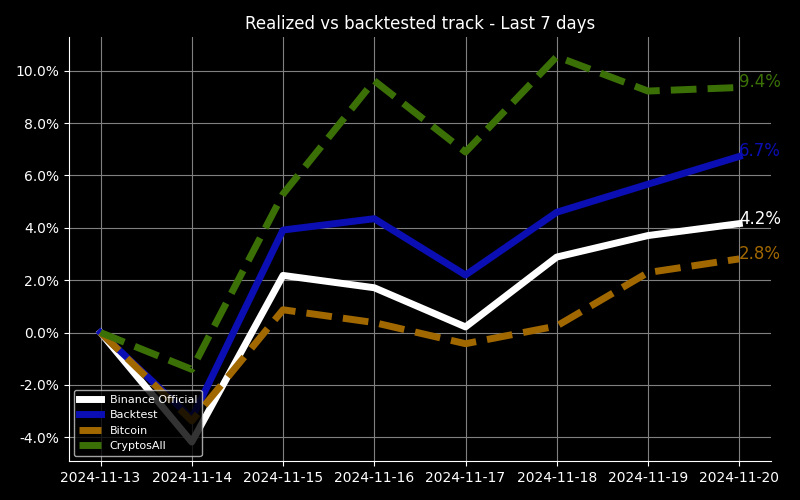 Realized vs backtested track - Last 7 days
10.0%
8.0%
6.0%
4.0%
2.0%
0.0%
-2.0%
-4.0%
9.4%
6.7%
4.2%
2.8%
Binance Official
Backtest
Bitcoin
CryptosAll
2024-11-13 2024-11-14 2024-11-15 2024-11-16 2024-11-17 2024-11-18 2024-11-19 2024-11-20